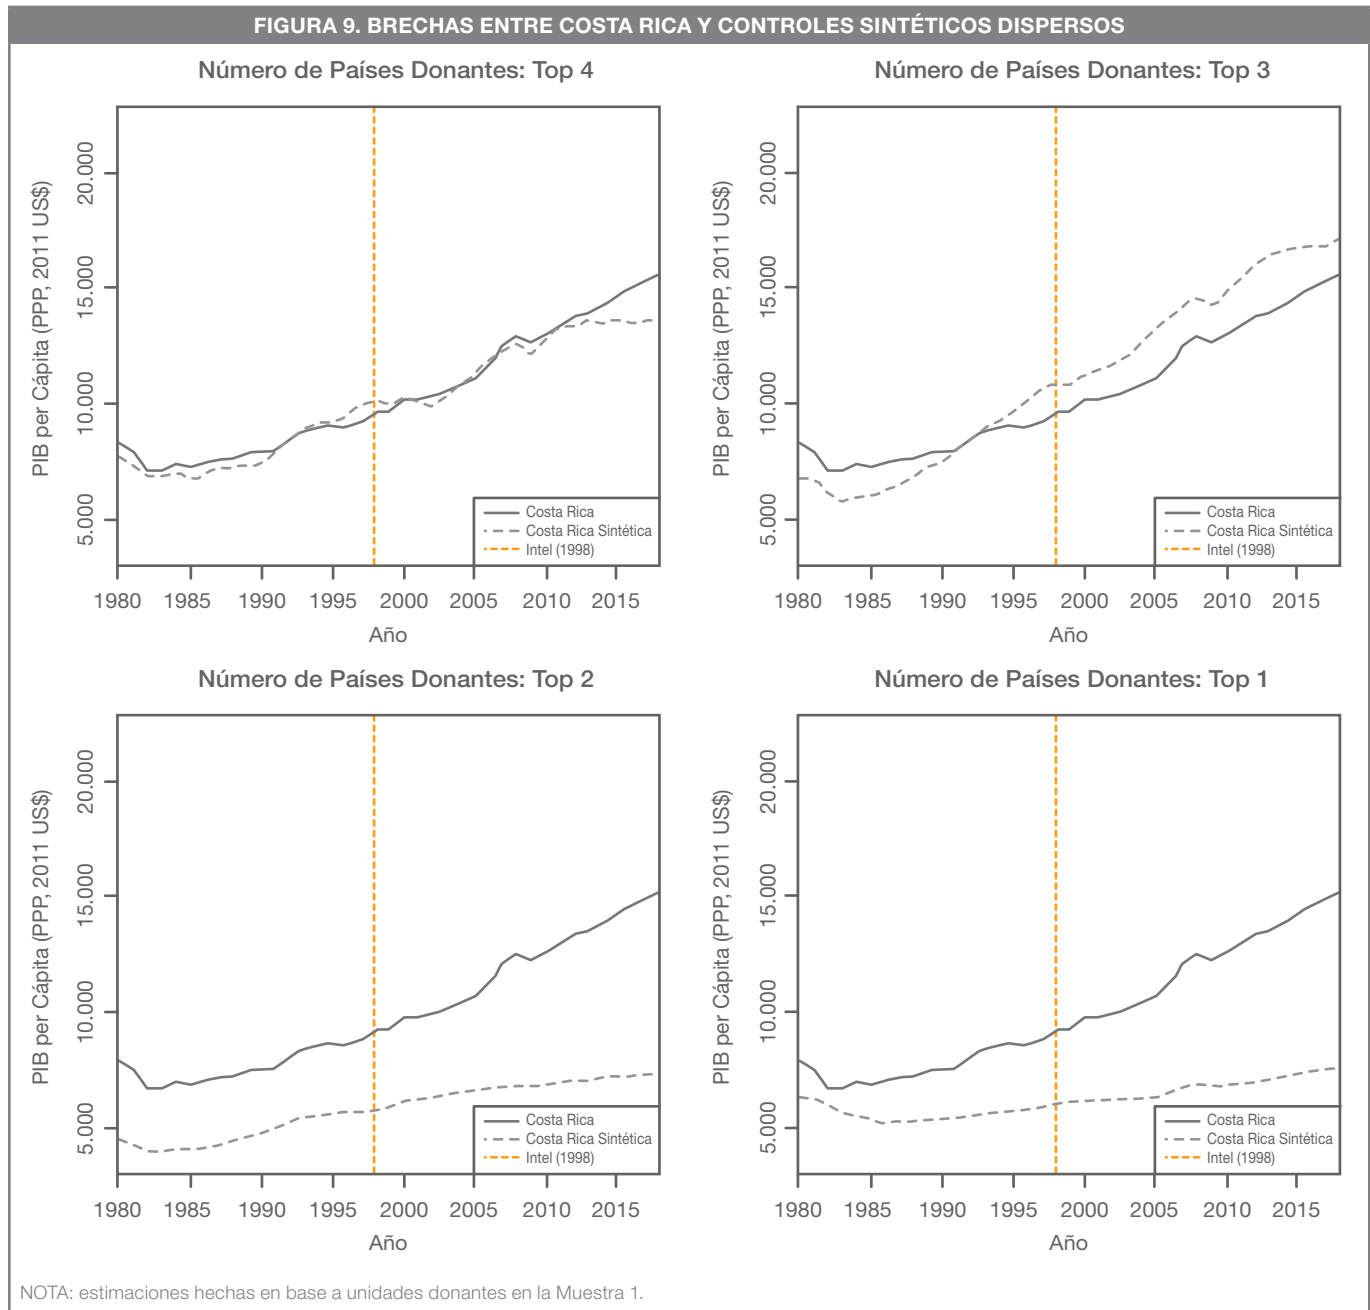 FIGURA 9. BRECHAS ENTRE COSTA RICA Y CONTROLES SINTÉTICOS DISPERSOS
Número de Países Donantes: Top 4
PIB per Cápita (PPP, 2011 US$)
20.000
15.000
10.000
5.000
Costa Rica
Costa Rica Sintética
Intel (1998)
1980 1985 1990 1995 2000 2005 2010 2015
Año
Número de Países Donantes: Top 3
PIB per Cápita (PPP, 2011 US$)
20.000
15.000
10.000
5.000
Costa Rica
Costa Rica Sintética
Intel (1998)
1980 1985 1990 1995 2000 2005 2010 2015
Año
Número de Países Donantes: Top 2
PIB per Cápita (PPP, 2011 US$)
20.000
15.000
10.000
5.000
Costa Rica
Costa Rica Sintética
Intel (1998)
1980 1985 1990 1995 2000 2005 2010 2015
Año
Número de Países Donantes: Top 1
PIB per Cápita (PPP, 2011 US$)
20.000
15.000
10.000
5.000
Costa Rica
Costa Rica Sintética
Intel (1998)
1980 1985 1990 1995 2000 2005 2010 2015
Año
NOTA: estimaciones hechas en base a unidades donantes en la Muestra 1.